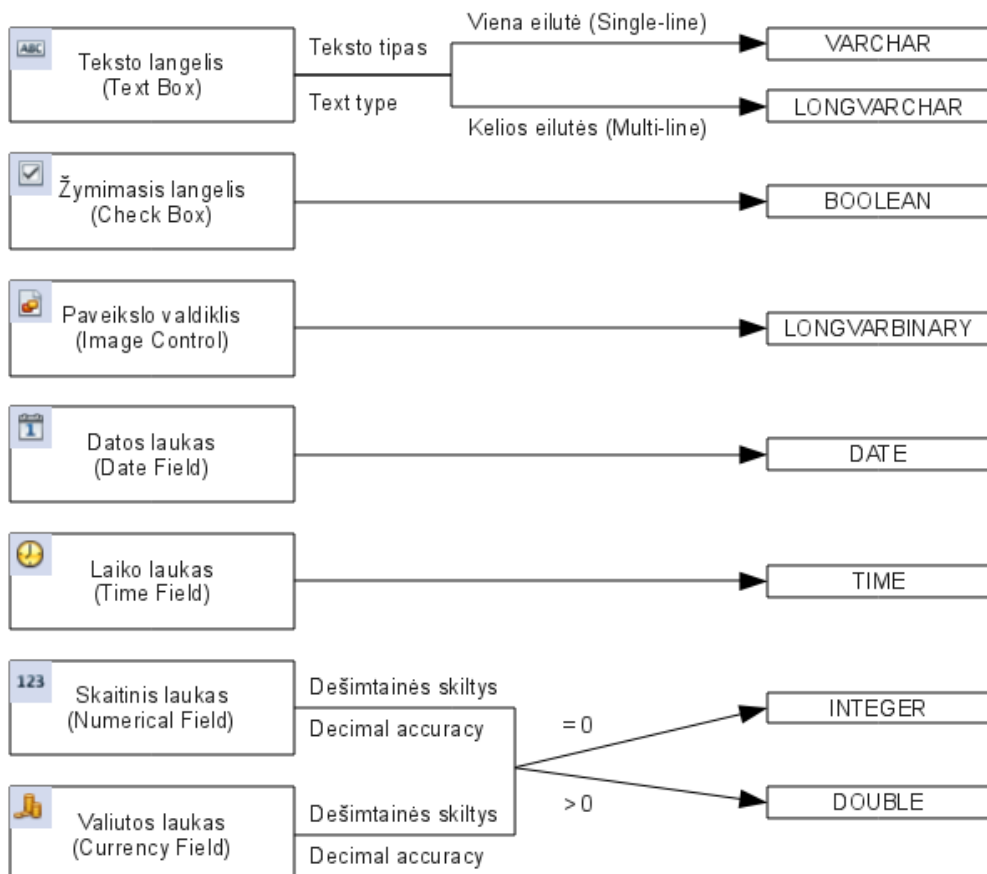 ABC
Teksto langelis
(Text Box)
Teksto tipas
Text type
Viena eilutė (Single-line)
VARCHAR
Kelios eilutės (Multi-line)
LONGVARCHAR
Žymimasis langelis
(Check Box)
BOOLEAN
Paveikslo valdiklis
(Image Control)
LONGVARBINARY
1
Datos laukas
(Date Field)
DATE
Laiko laukas
(Time Field)
TIME
123
Skaitinis laukas
(Numerical Field)
Dešimtainės skiltys
Decimal accuracy
= 0
INTEGER
Valiutos laukas
(Currency Field)
Dešimtainės skiltys
Decimal accuracy
> 0
DOUBLE